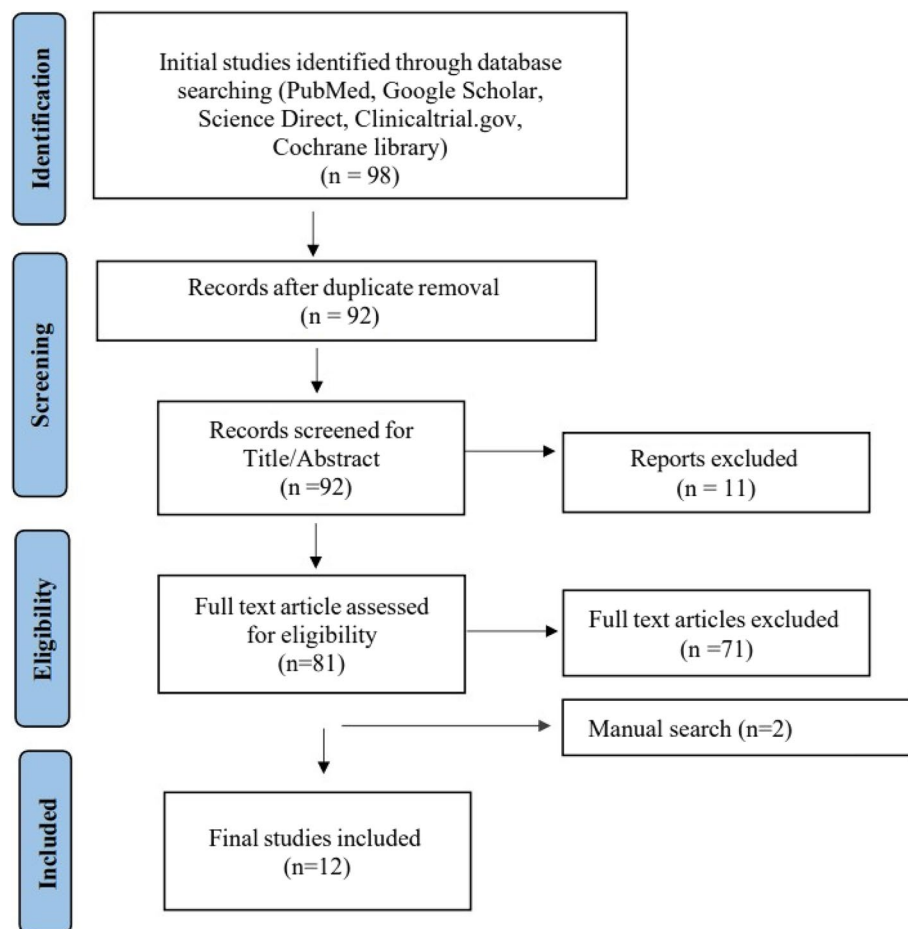 Identification
Initial studies identified through database
searching (PubMed, Google Scholar,
Science Direct, Clinicaltrial.gov,
Cochrane library)
(n = 98)
Screening
Records after duplicate removal
(n = 92)
Records screened for
Title/Abstract
(n =92)
Reports excluded
(n = 11)
Eligibility
Full text article assessed
for eligibility
(n=81)
Full text articles excluded
(n =71)
Manual search (n=2)
Included
Final studies included
(n=12)